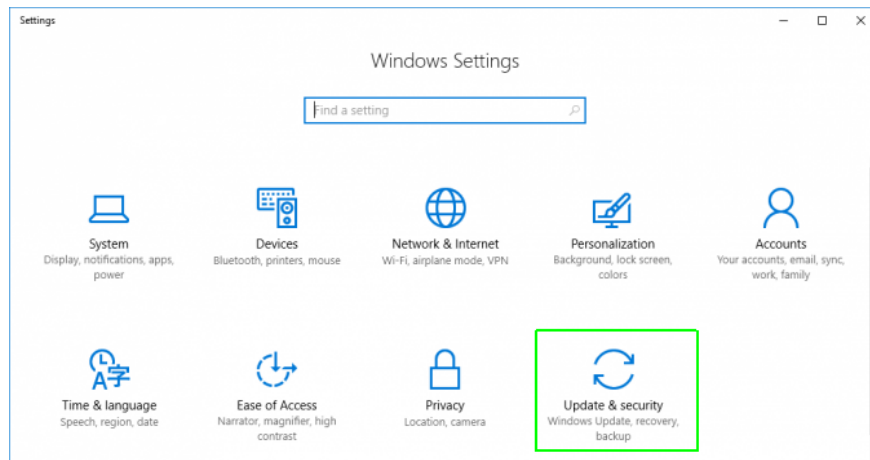 Settings
Windows Settings
Find a setting
System
Display, notifications, apps,
power
Devices
Bluetooth, printers, mouse
Network & Internet
Wi-Fi, airplane mode, VPN
Personalization
Background, lock screen,
colors
Accounts
Your accounts, email, sync,
work, family
A字
Time & language
Speech, region, date
Ease of Access
Narrator, magnifier, high
contrast
Privacy
Location, camera
Update & security
Windows Update, recovery,
backup